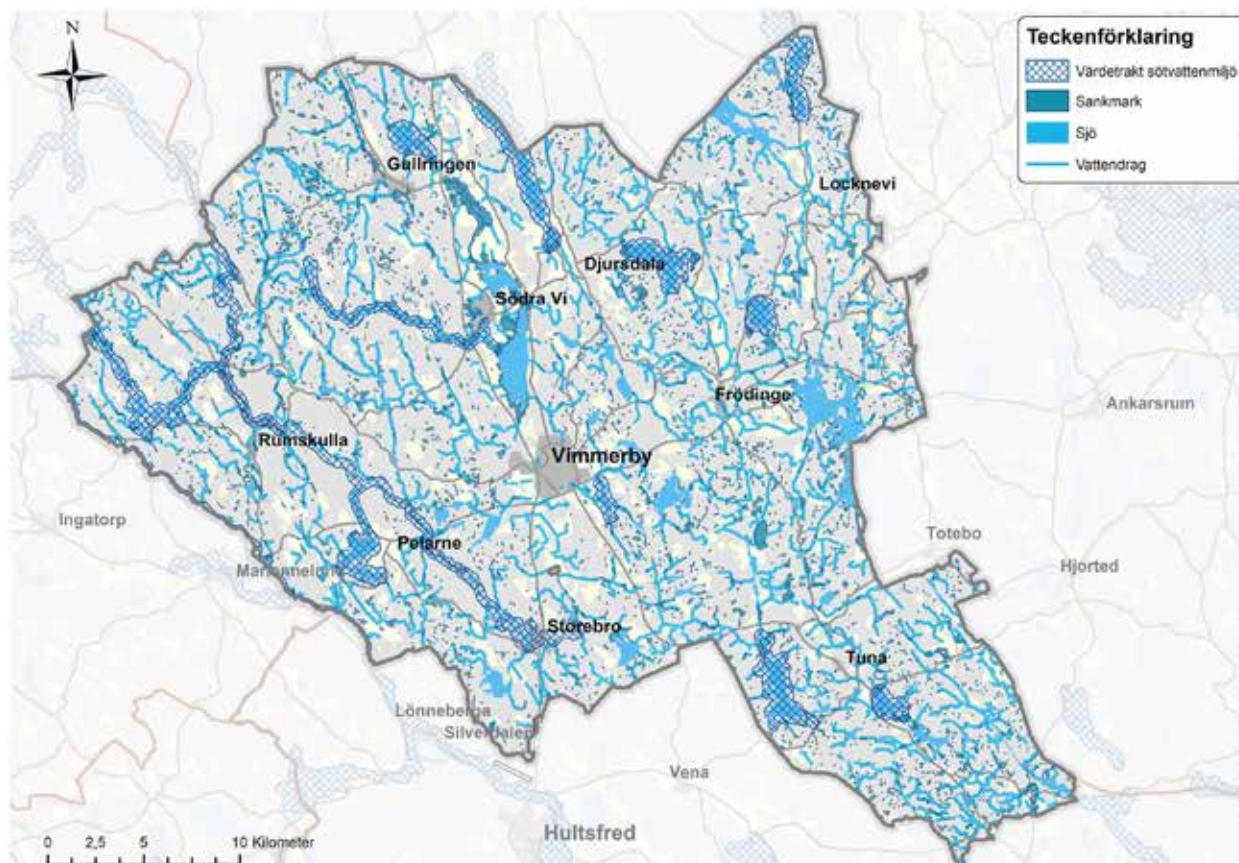 N
Teckenförklaring
Värdetrakt sötvattenmiljö
Sankmark
Sjö
Vattendrag
Gullringen
Locknevi
Djursdala
Södra Vi
Frödinge
Ankarsrum
Rumskulla
Vimmerby
Ingatorp
Pelarne
Totebo
Hjorted
Storebro
Tuna
Lönneberga
Silverdalen
Vena
Hultsfred
0 2,5 5 10 Kilometer